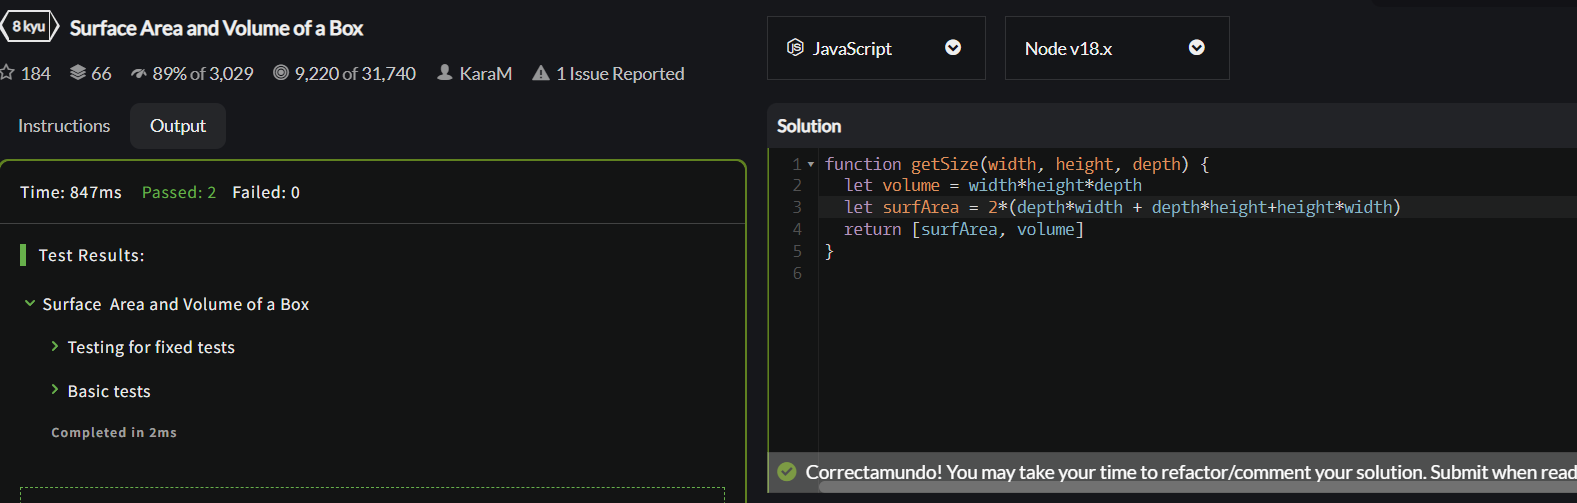 8 kyu Surface Area and Volume of a Box
184 66 89% of 3,029 9,220 of 31,740 KaraM 1 Issue Reported
Instructions Output
Time: 847ms Passed: 2 Failed: 0
Test Results:
Surface Area and Volume of a Box
Testing for fixed tests
Basic tests
Completed in 2ms
JavaScript Node v18.x
Solution
1 function getSize(width, height, depth) {
2 let volume = width*height*depth
3 let surfArea = 2*(depth*width + depth*height+height*width)
4 return [surfArea, volume]
5 }
6
Correctamundo! You may take your time to refactor/comment your solution. Submit when read